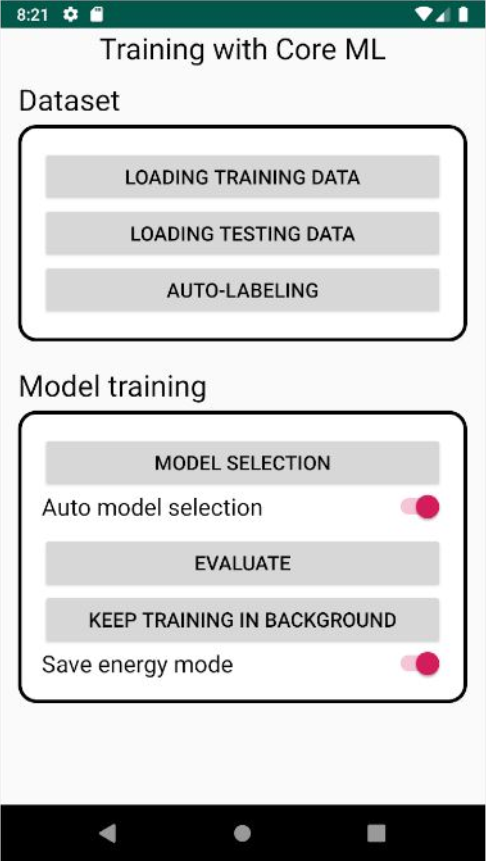 8:21
Training with Core ML
Dataset
LOADING TRAINING DATA
LOADING TESTING DATA
AUTO-LABELING
Model training
MODEL SELECTION
Auto model selection
EVALUATE
KEEP TRAINING IN BACKGROUND
Save energy mode